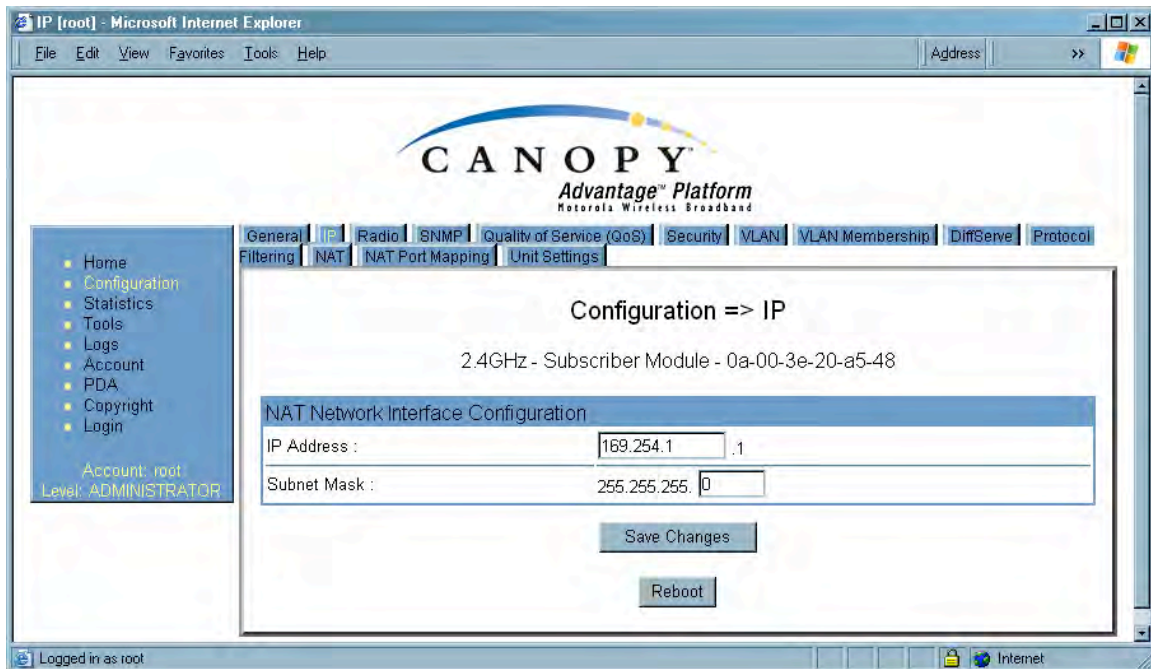 IP [root] - Microsoft Internet Explorer
File Edit View Favorites Tools Help Address »
CANOPY™
Advantage™ Platform
Motorola Wireless Broadband
General IP Radio SNMP Quality of Service (QoS) Security VLAN VLAN Membership DiffServe Protocol
Filtering NAT NAT Port Mapping Unit Settings
Home
Configuration
Statistics
Tools
Logs
Account
PDA
Copyright
Login
Account: root
Level: ADMINISTRATOR
Configuration => IP
2.4GHz - Subscriber Module - 0a-00-3e-20-a5-48
NAT Network Interface Configuration
IP Address : 169.254.1 .1
Subnet Mask : 255.255.255. 0
Save Changes
Reboot
Logged in as root Internet